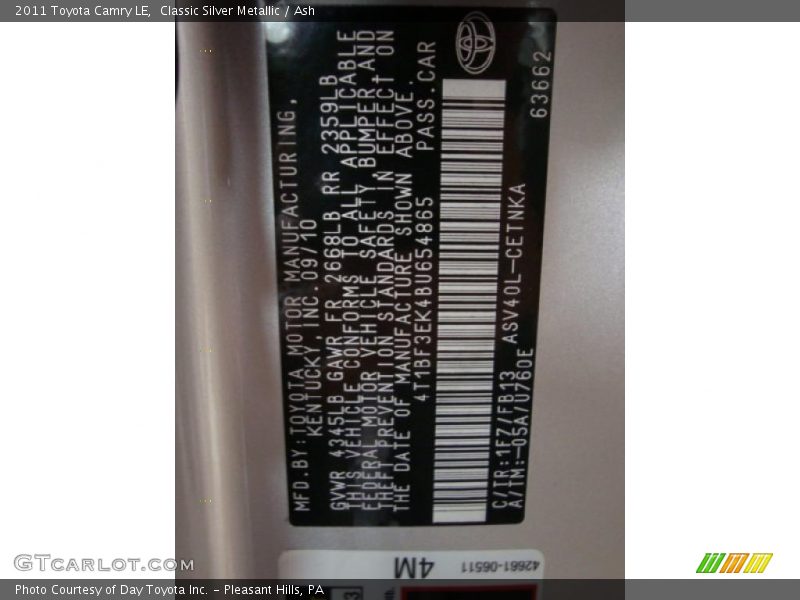 2011 Toyota Camry LE,  Classic Silver Metallic / Ash
MFD.BY:TOYOTA MOTOR MANUFACTURING,
KENTUCKY, INC.09/10
GVWR 4345LB GAWR FR 2668LB RR 2359LB
THIS VEHICLE CONFORMS TO ALL APPLICABLE
FEDERAL MOTOR VEHICLE SAFETY,BUMPER,AND
THEFT PREVENTION STANDARDS IN EFFECT ON
THE DATE OF MANUFACTURE SHOWN ABOVE.
4T1BF3EK4BU654865 PASS.CAR
C/TR:1F7/FB13 ASV40L-CETNKA
A/TM:-05A/U760E
63662
42661-06511 4M
GTCarLot.com
Photo Courtesy of Day Toyota Inc. - Pleasant Hills, PA